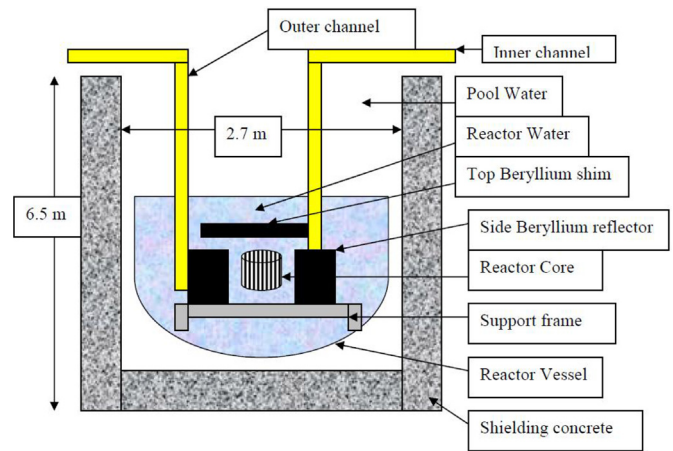 Outer channel
Inner channel
Pool Water
2.7 m
Reactor Water
Top Beryllium shim
6.5 m
Side Beryllium reflector
Reactor Core
Support frame
Reactor Vessel
Shielding concrete